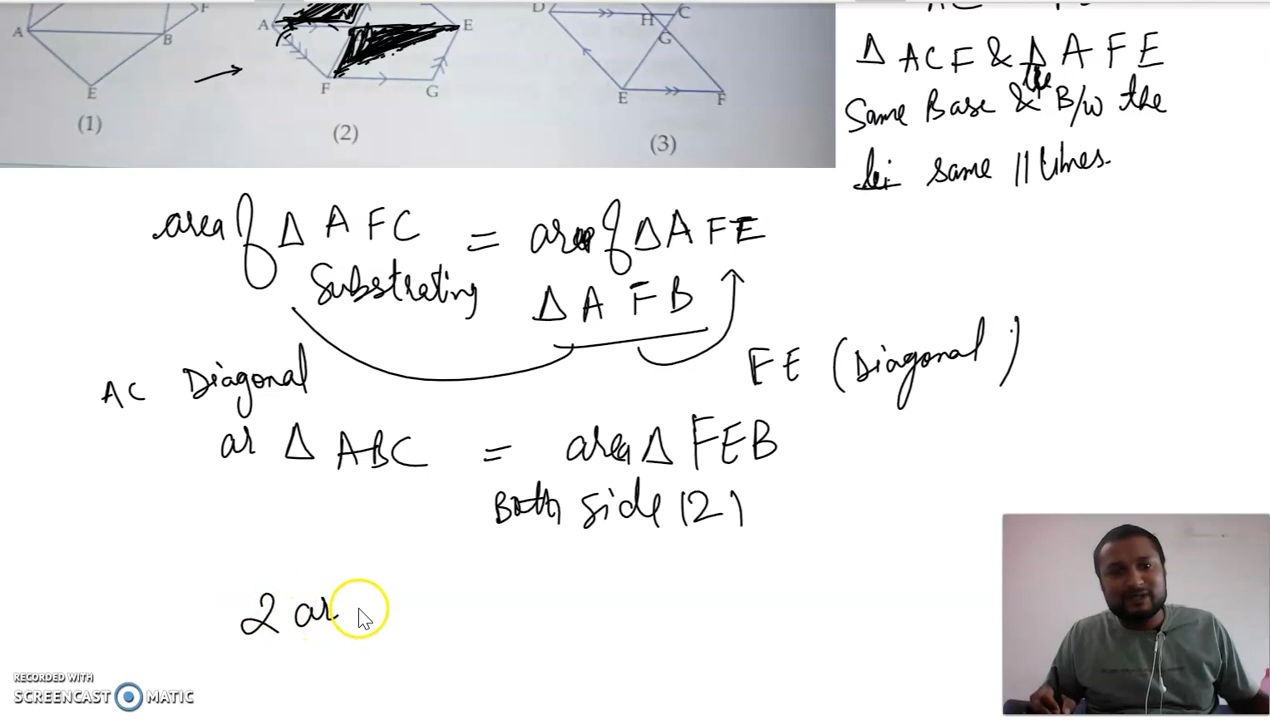 A B F
E
(1)
A E
F G
(2)
D H C
G
E F
(3)
Δ ACF & Δ AFE
Same Base & B/w the
same || lines.
area of Δ AFC = area of Δ AFE
Substrating Δ AFB
AC Diagonal
FE (Diagonal)
ar Δ ABC = area Δ FEB
Both side (2)
2 ar
RECORDED WITH
SCREENCAST MATIC